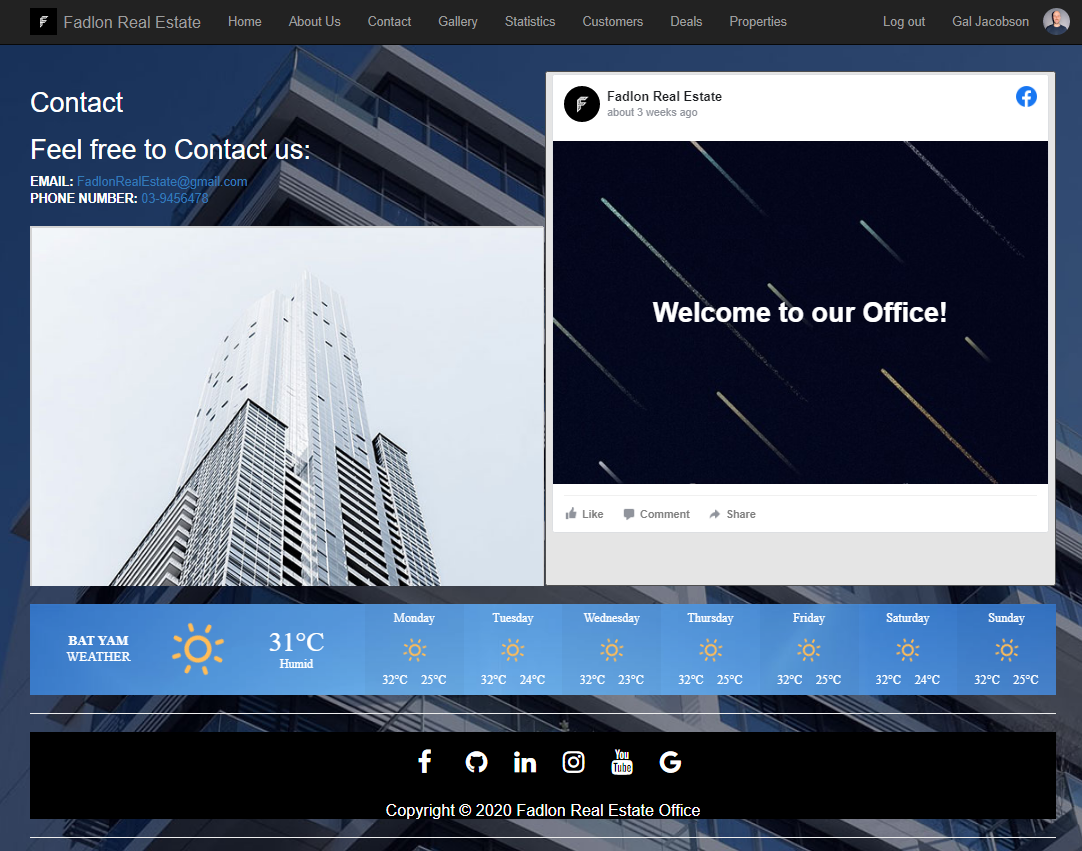 Fadlon Real Estate Home About Us Contact Gallery Statistics Customers Deals Properties Log out Gal Jacobson
Contact
Feel free to Contact us:
EMAIL: FadlonRealEstate@gmail.com
PHONE NUMBER: 03-9456478
Fadlon Real Estate
about 3 weeks ago
Welcome to our Office!
Like Comment Share
BAT YAM
WEATHER
31°C
Humid
Monday Tuesday Wednesday Thursday Friday Saturday Sunday
32°C 25°C 32°C 24°C 32°C 23°C 32°C 25°C 32°C 25°C 32°C 24°C 32°C 25°C
You
Tube
Copyright © 2020 Fadlon Real Estate Office